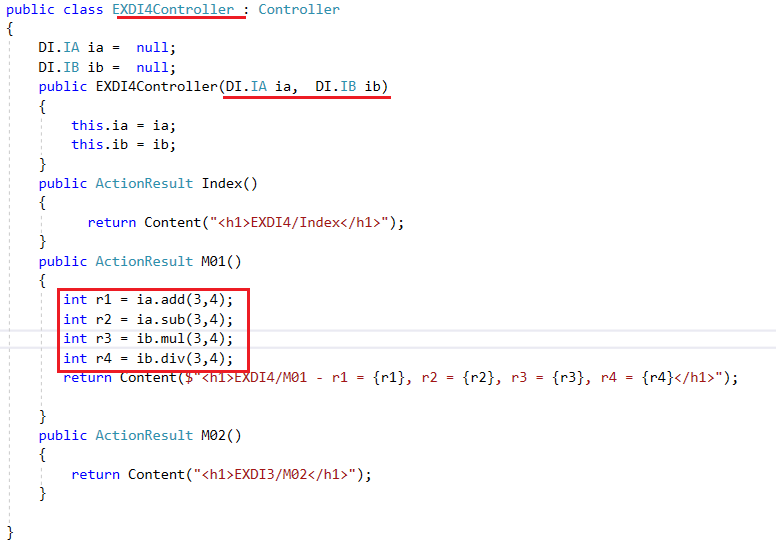 public class EXDI4Controller : Controller
{
DI.IA ia =  null;
DI.IB ib =  null;
public EXDI4Controller(DI.IA ia,  DI.IB ib)
{
this.ia = ia;
this.ib = ib;
}
public ActionResult Index()
{
return Content("<h1>EXDI4/Index</h1>");
}
public ActionResult M01()
{
int r1 = ia.add(3,4);
int r2 = ia.sub(3,4);
int r3 = ib.mul(3,4);
int r4 = ib.div(3,4);
return Content($"<h1>EXDI4/M01 - r1 = {r1}, r2 = {r2}, r3 = {r3}, r4 = {r4}</h1>");
}
public ActionResult M02()
{
return Content("<h1>EXDI3/M02</h1>");
}
}